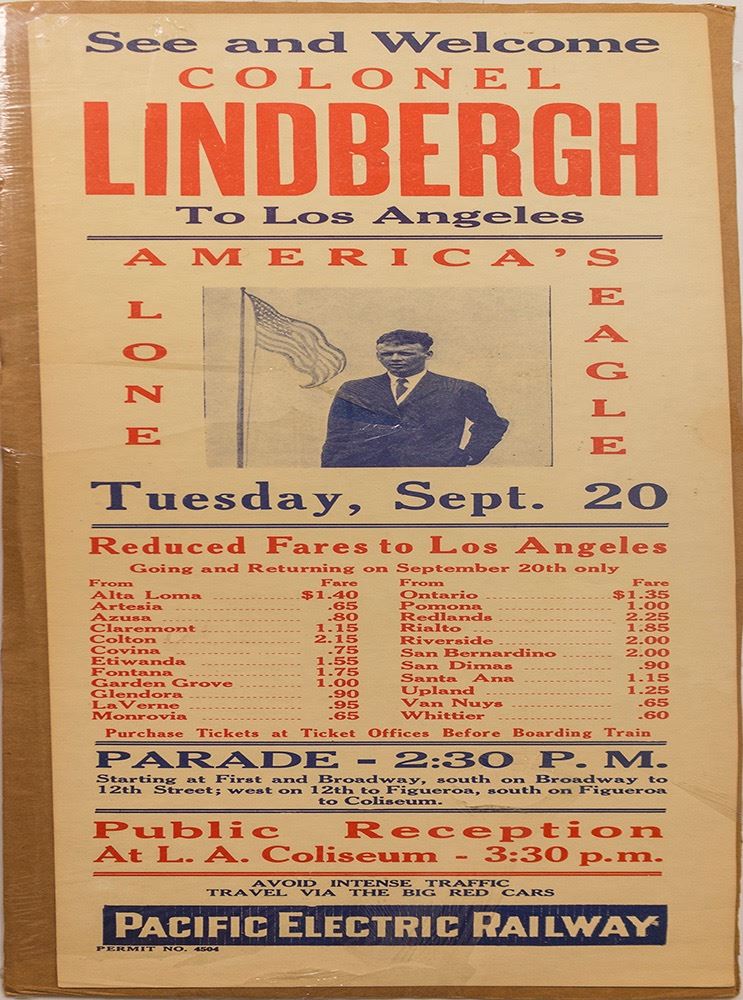 See and Welcome
COLONEL
LINDBERGH
To Los Angeles
AMERICA'S
LONE
EAGLE
Tuesday, Sept. 20
Reduced Fares to Los Angeles
Going and Returning on September 20th only
From Fare
Alta Loma $1.40
Artesia .65
Azusa .80
Claremont 1.15
Colton 2.15
Covina .75
Etiwanda 1.55
Fontana 1.75
Garden Grove 1.00
Glendora .90
LaVerne .95
Monrovia .65
From Fare
Ontario $1.35
Pomona 1.00
Redlands 2.25
Rialto 1.85
Riverside 2.00
San Bernardino 2.00
San Dimas .90
Santa Ana 1.15
Upland 1.25
Van Nuys .65
Whittier .60
Purchase Tickets at Ticket Offices Before Boarding Train
PARADE - 2:30 P. M.
Starting at First and Broadway, south on Broadway to
12th Street; west on 12th to Figueroa, south on Figueroa
to Coliseum.
Public Reception
At L. A. Coliseum - 3:30 p.m.
AVOID INTENSE TRAFFIC
TRAVEL VIA THE BIG RED CARS
PACIFIC ELECTRIC RAILWAY
PERMIT NO. 4504